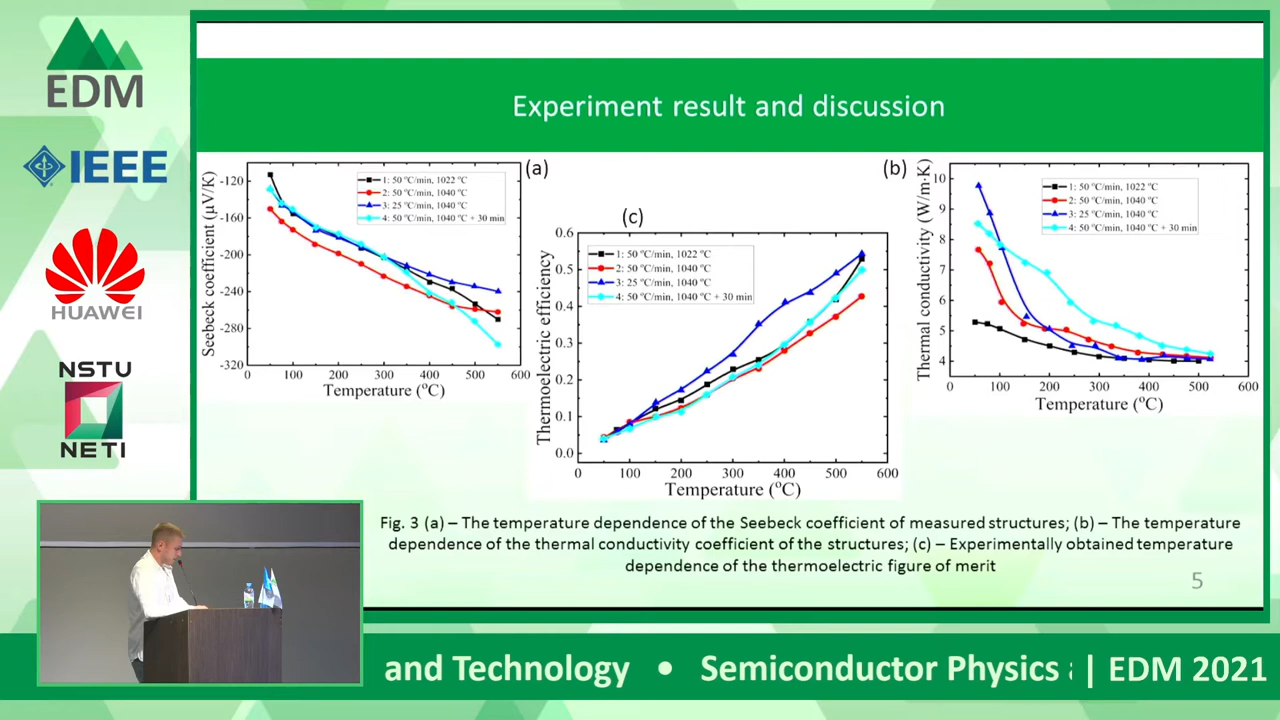 EDM
IEEE
HUAWEI
NSTU
NETI
Experiment result and discussion
(a)
Seebeck coefficient (µV/K)
-120
-160
-200
-240
-280
-320
0 100 200 300 400 500 600
Temperature (°C)
1: 50 °C/min, 1022 °C
2: 50 °C/min, 1040 °C
3: 25 °C/min, 1040 °C
4: 50 °C/min, 1040 °C + 30 min
(c)
Thermoelectric efficiency
0.6
0.5
0.4
0.3
0.2
0.1
0.0
0 100 200 300 400 500 600
Temperature (°C)
1: 50 °C/min, 1022 °C
2: 50 °C/min, 1040 °C
3: 25 °C/min, 1040 °C
4: 50 °C/min, 1040 °C + 30 min
(b)
Thermal conductivity (W/m·K)
10
9
8
7
6
5
4
0 100 200 300 400 500 600
Temperature (°C)
1: 50 °C/min, 1022 °C
2: 50 °C/min, 1040 °C
3: 25 °C/min, 1040 °C
4: 50 °C/min, 1040 °C + 30 min
Fig. 3 (a) – The temperature dependence of the Seebeck coefficient of measured structures; (b) – The temperature
dependence of the thermal conductivity coefficient of the structures; (c) – Experimentally obtained temperature
dependence of the thermoelectric figure of merit
5
and Technology • Semiconductor Physics | EDM 2021